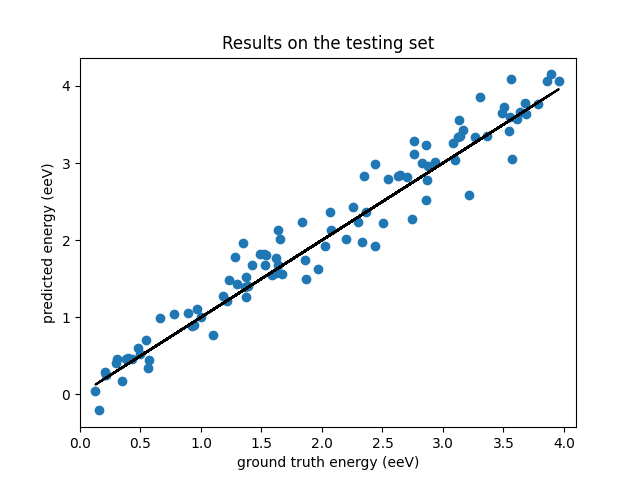 Results on the testing set
predicted energy (eeV)
4
3
2
1
0
0.0 0.5 1.0 1.5 2.0 2.5 3.0 3.5 4.0
ground truth energy (eeV)